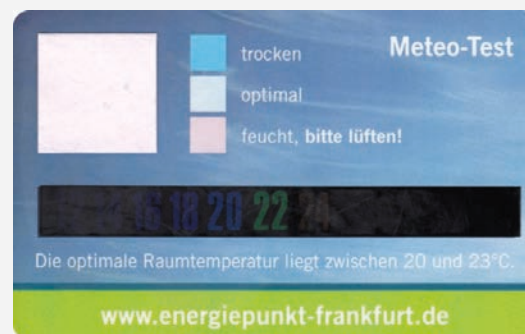 Meteo-Test
trocken
optimal
feucht, bitte lüften!
16 18 20 22 24
Die optimale Raumtemperatur liegt zwischen 20 und 23°C.
www.energiepunkt-frankfurt.de